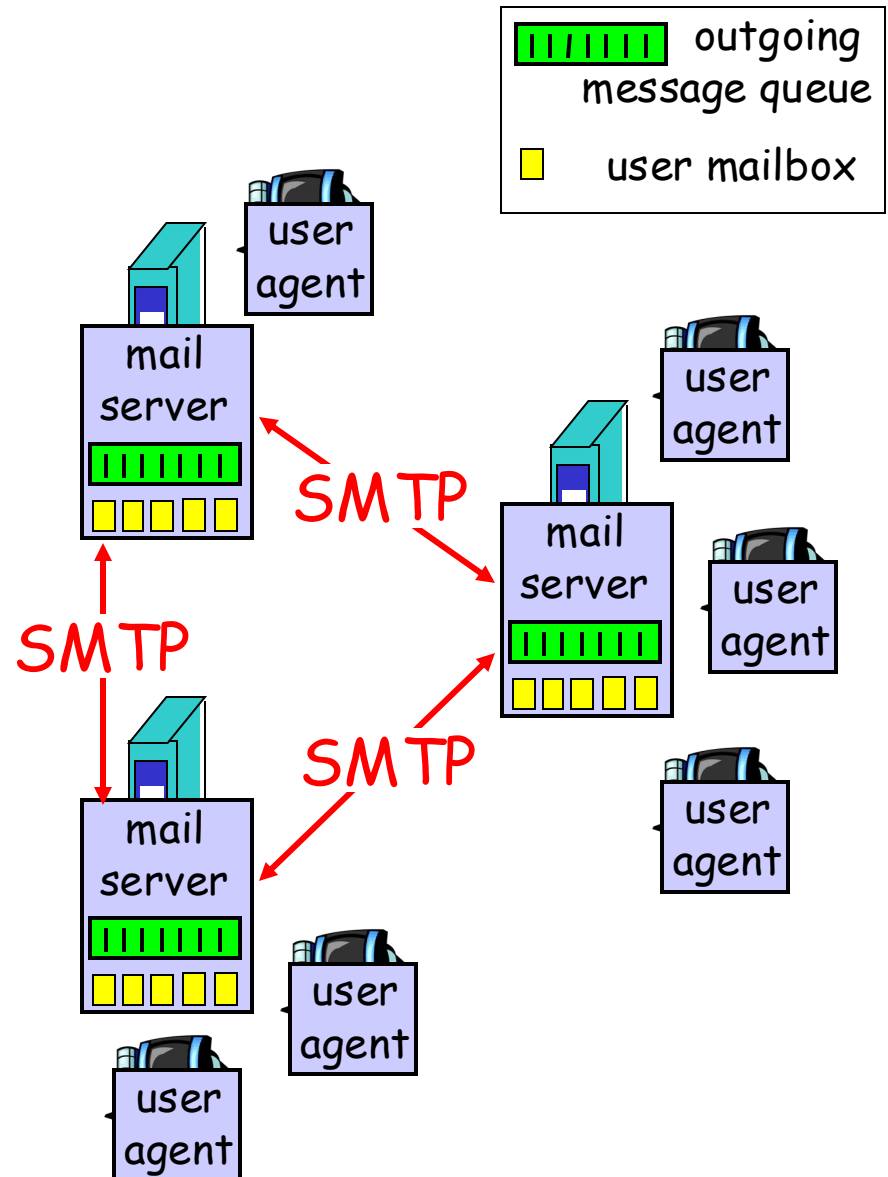 outgoing
message queue
user mailbox
user
agent
mail
server
user
agent
SMTP
mail
server
user
agent
SMTP
SMTP
user
agent
mail
server
user
agent
user
agent